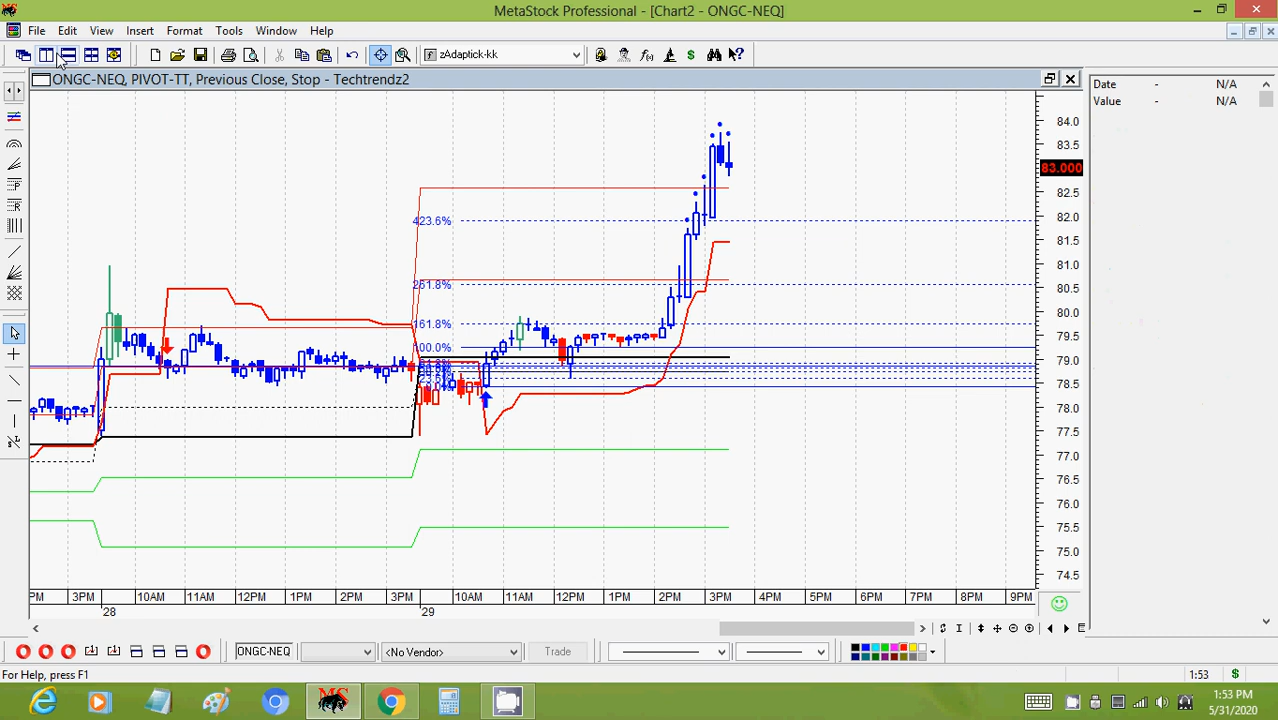 MetaStock Professional - [Chart2 - ONGC-NEQ]
File Edit View Insert Format Tools Window Help
zAdaptick-kk
ONGC-NEQ, PIVOT-TT, Previous Close, Stop - Techtrendz2
Date - N/A
Value - N/A
84.0
83.5
83.000
82.5
82.0
81.5
81.0
80.5
80.0
79.5
79.0
78.5
78.0
77.5
77.0
76.5
76.0
75.5
75.0
74.5
423.6%
261.8%
161.8%
100.0%
PM 3PM 10AM 11AM 12PM 1PM 2PM 3PM 10AM 11AM 12PM 1PM 2PM 3PM 4PM 5PM 6PM 7PM 8PM 9PM
28 29
ONGC-NEQ <No Vendor> Trade
For Help, press F1
1:53
1:53 PM
5/31/2020